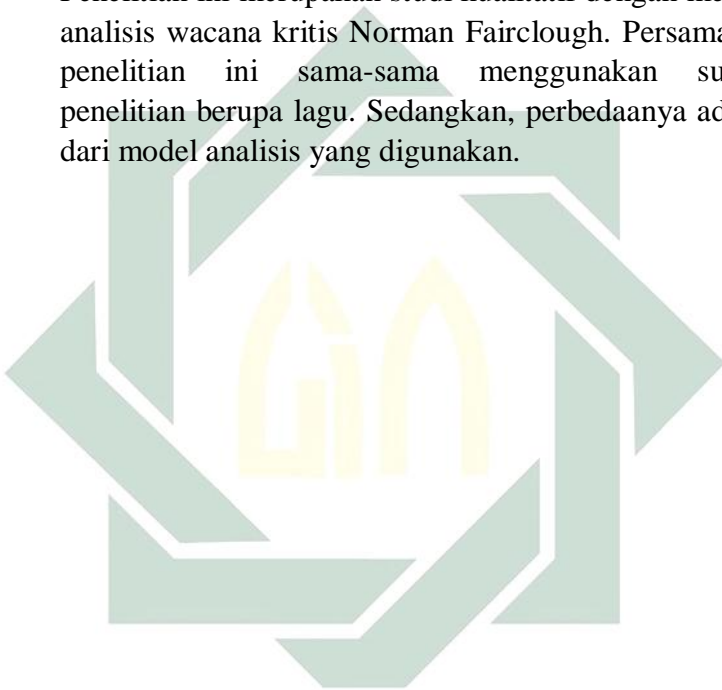 analisis wacana kritis Norman Fairclough. Persama
penelitian ini sama-sama menggunakan su
penelitian berupa lagu. Sedangkan, perbedaanya ad
dari model analisis yang digunakan.